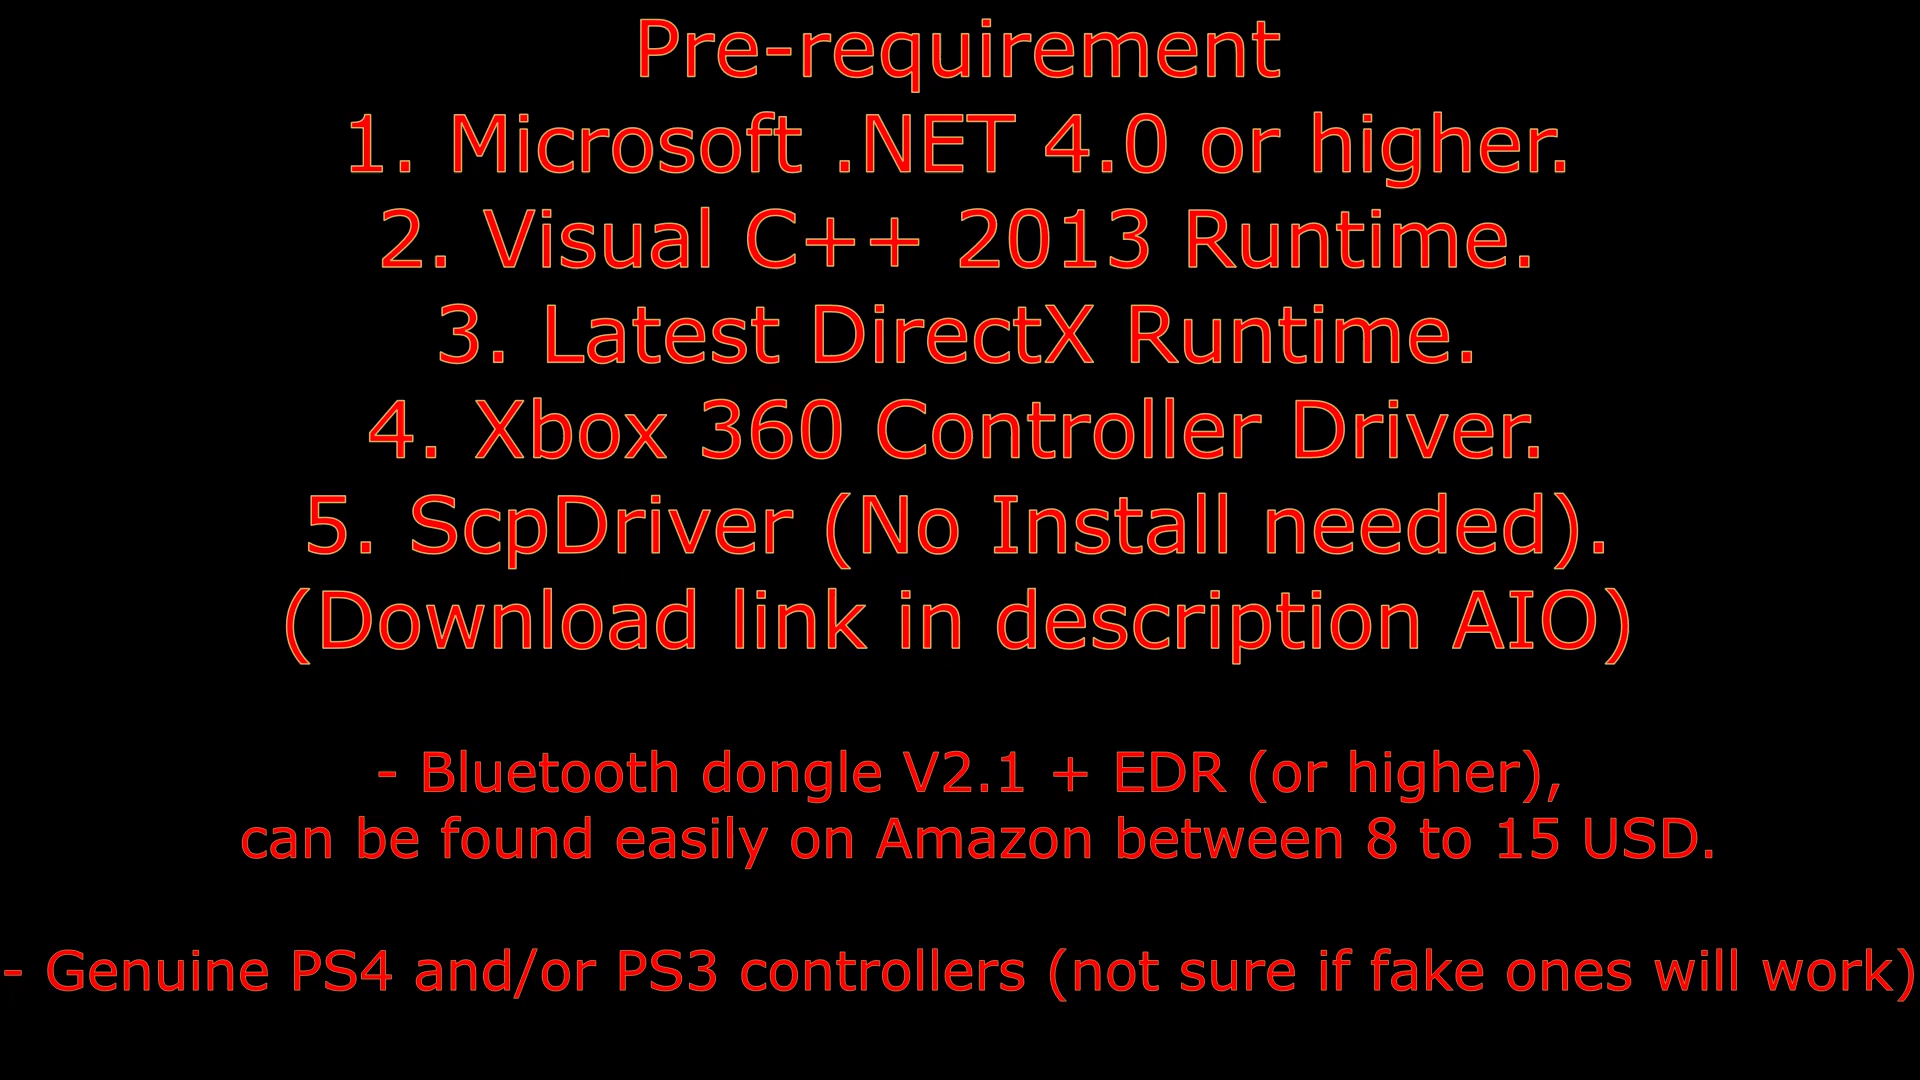 Pre-requirement
1. Microsoft .NET 4.0 or higher.
2. Visual C++ 2013 Runtime.
3. Latest DirectX Runtime.
4. Xbox 360 Controller Driver.
5. ScpDriver (No Install needed).
(Download link in description AIO)
- Bluetooth dongle V2.1 + EDR (or higher),
can be found easily on Amazon between 8 to 15 USD.
- Genuine PS4 and/or PS3 controllers (not sure if fake ones will work)